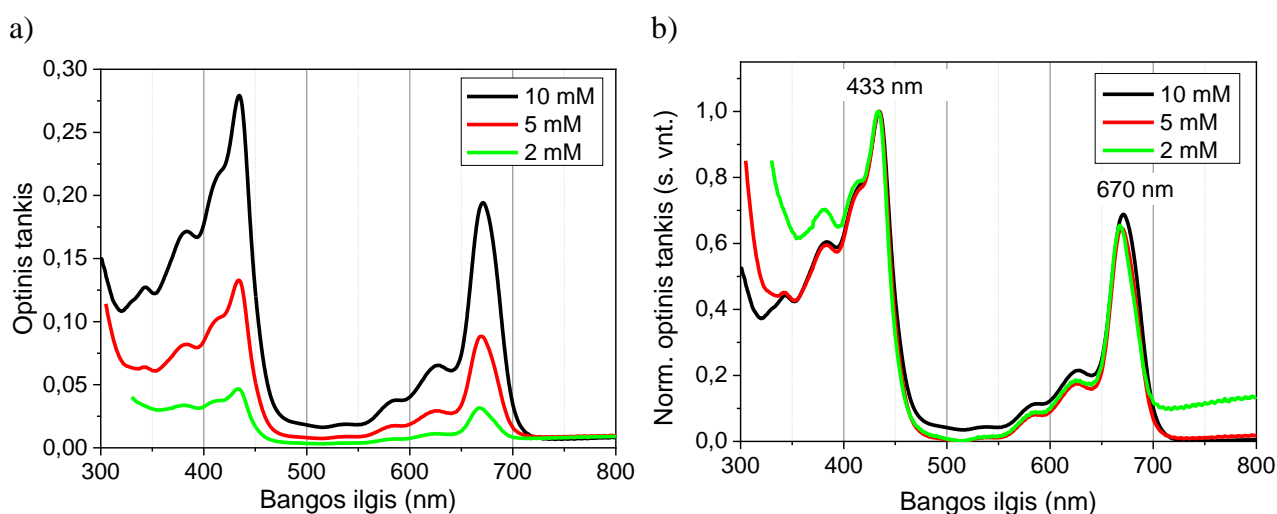 a)
Optinis tankis
0,30
0,25
0,20
0,15
0,10
0,05
0,00
300
400
500
600
700
800
Bangos ilgis (nm)
10 mM
5 mM
2 mM
b)
Norm. optinis tankis (s. vnt.)
1,0
0,8
0,6
0,4
0,2
0,0
300
400
500
600
700
800
Bangos ilgis (nm)
433 nm
670 nm
10 mM
5 mM
2 mM